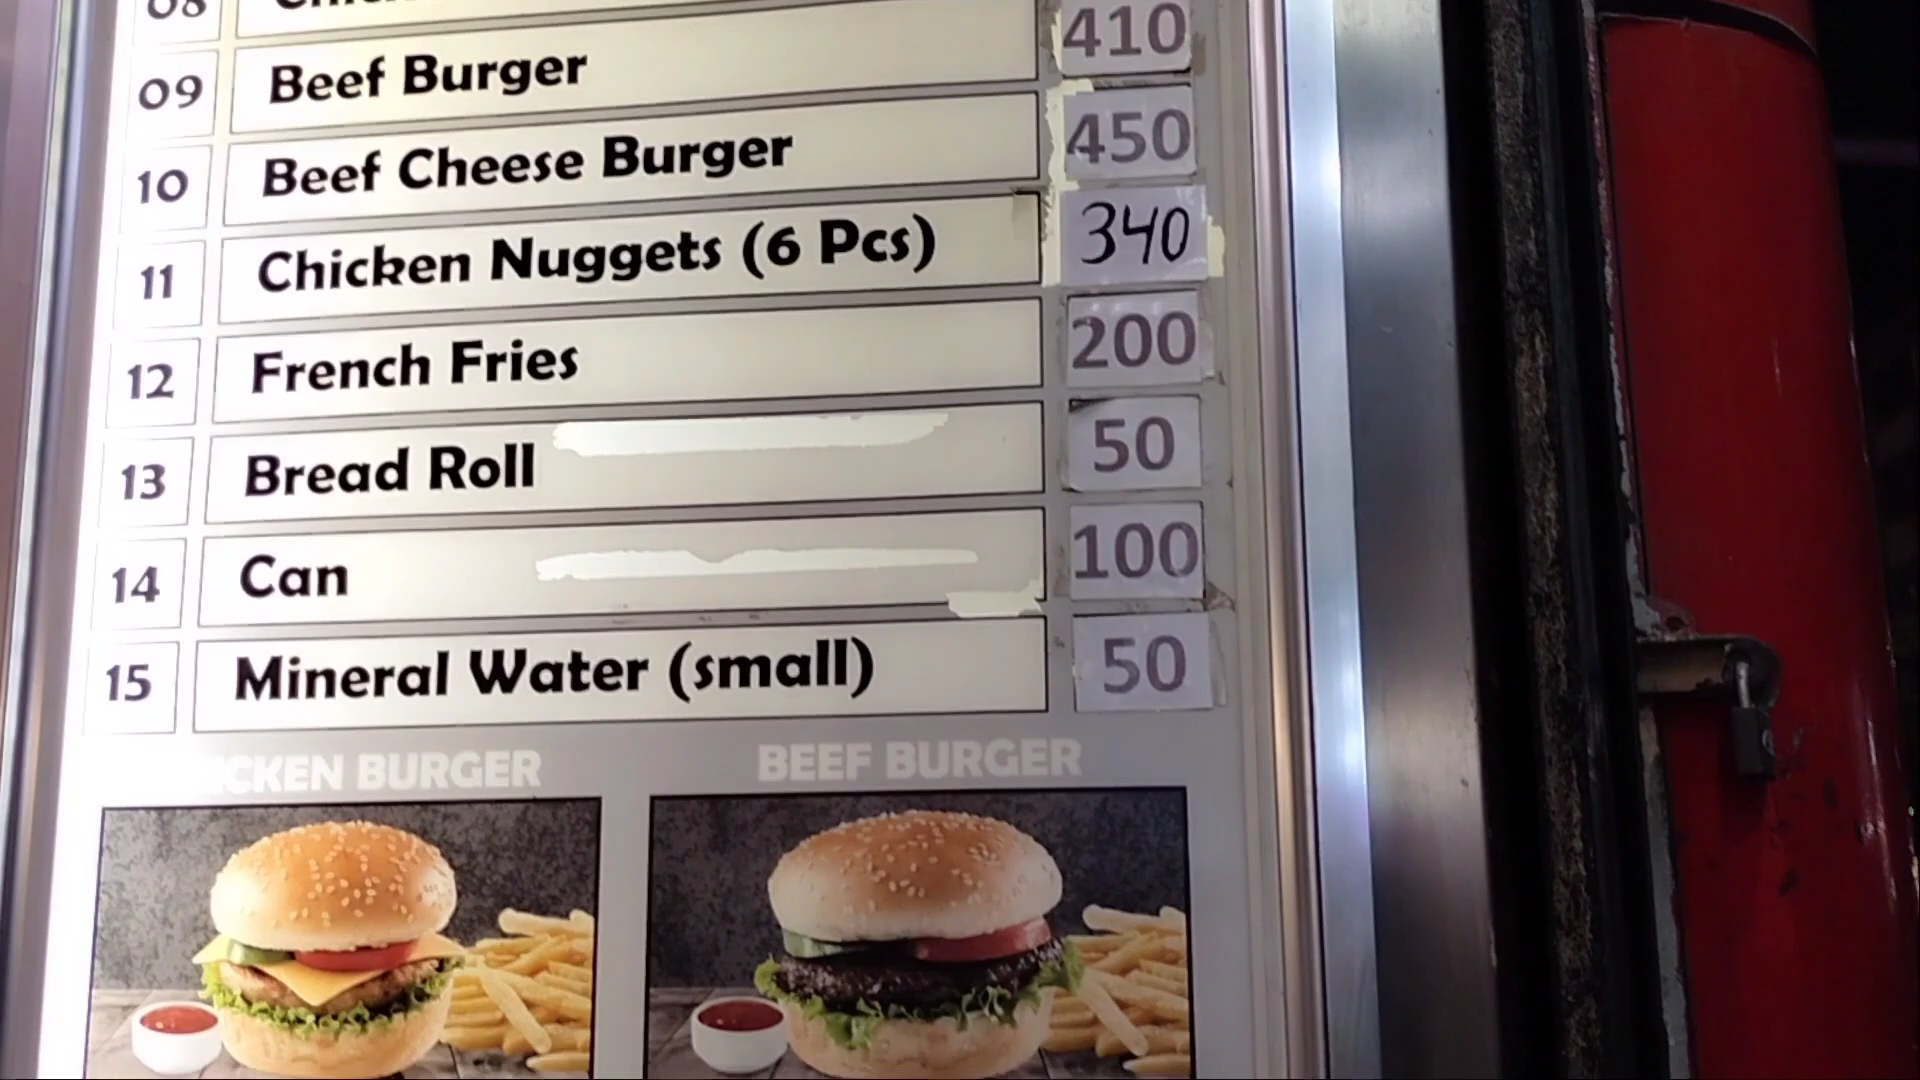 08
09 Beef Burger 410
10 Beef Cheese Burger 450
11 Chicken Nuggets (6 Pcs) 340
12 French Fries 200
13 Bread Roll 50
14 Can 100
15 Mineral Water (small) 50
CKEN BURGER BEEF BURGER